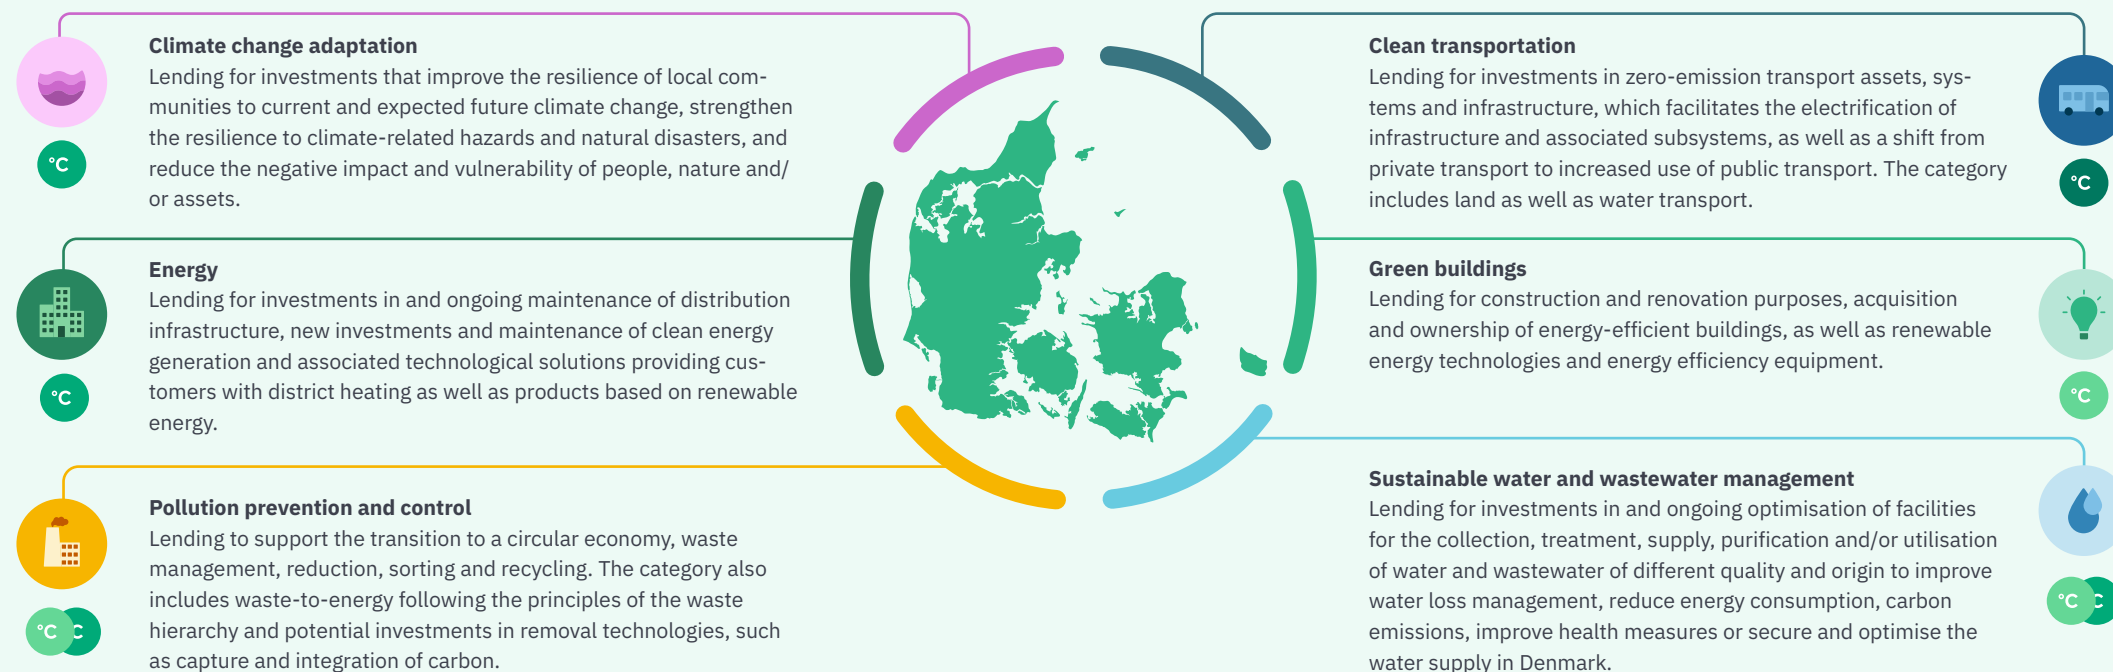 Climate change adaptation
Lending for investments that improve the resilience of local com-
munities to current and expected future climate change, strengthen
the resilience to climate-related hazards and natural disasters, and
reduce the negative impact and vulnerability of people, nature and/
or assets.
°C
Energy
Lending for investments in and ongoing maintenance of distribution
infrastructure, new investments and maintenance of clean energy
generation and associated technological solutions providing cus-
tomers with district heating as well as products based on renewable
energy.
°C
Pollution prevention and control
Lending to support the transition to a circular economy, waste
management, reduction, sorting and recycling. The category also
includes waste-to-energy following the principles of the waste
hierarchy and potential investments in removal technologies, such
as capture and integration of carbon.
°C C
Clean transportation
Lending for investments in zero-emission transport assets, sys-
tems and infrastructure, which facilitates the electrification of
infrastructure and associated subsystems, as well as a shift from
private transport to increased use of public transport. The category
includes land as well as water transport.
°C
Green buildings
Lending for construction and renovation purposes, acquisition
and ownership of energy-efficient buildings, as well as renewable
energy technologies and energy efficiency equipment.
°C
Sustainable water and wastewater management
Lending for investments in and ongoing optimisation of facilities
for the collection, treatment, supply, purification and/or utilisation
of water and wastewater of different quality and origin to improve
water loss management, reduce energy consumption, carbon
emissions, improve health measures or secure and optimise the
water supply in Denmark.
°C C